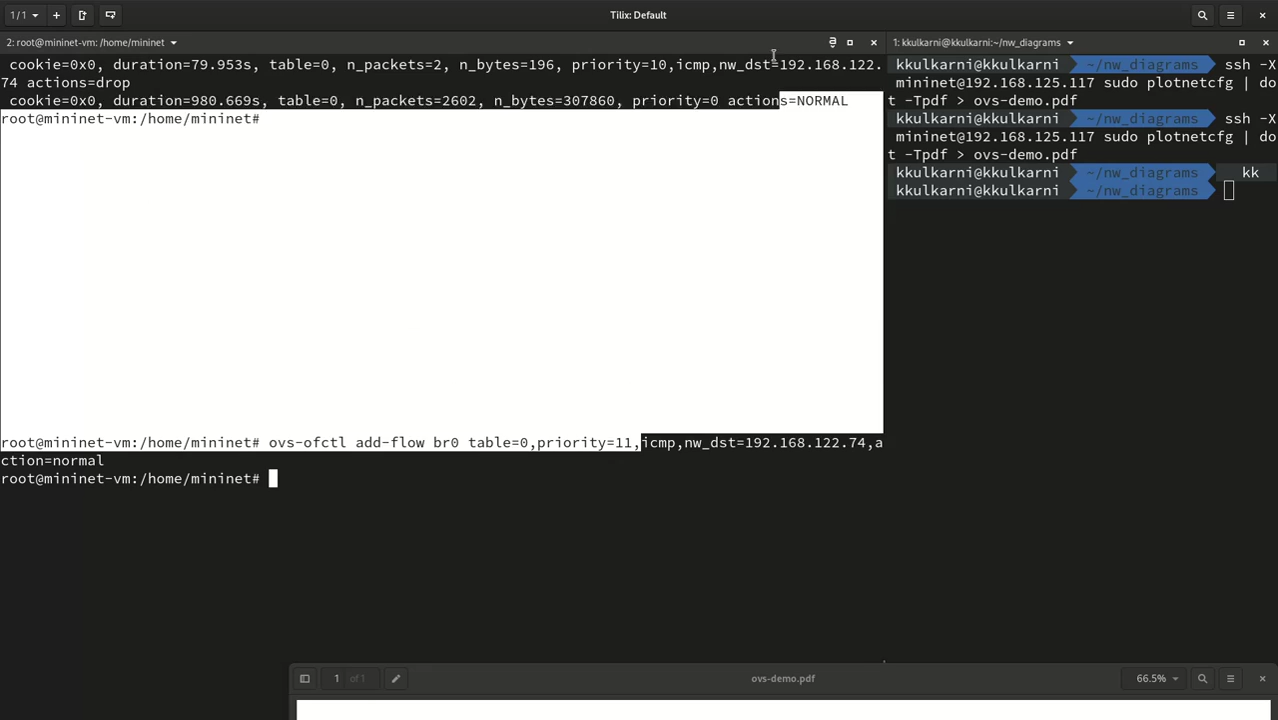 1/1
Tilix: Default
2: root@mininet-vm: /home/mininet
cookie=0x0, duration=79.953s, table=0, n_packets=2, n_bytes=196, priority=10,icmp,nw_dst=192.168.122.
74 actions=drop
cookie=0x0, duration=980.669s, table=0, n_packets=2602, n_bytes=307860, priority=0 actions=NORMAL
root@mininet-vm:/home/mininet#
root@mininet-vm:/home/mininet# ovs-ofctl add-flow br0 table=0,priority=11,icmp,nw_dst=192.168.122.74,a
ction=normal
root@mininet-vm:/home/mininet#
1: kkulkarni@kkulkarni:~/nw_diagrams
kkulkarni@kkulkarni ~/nw_diagrams ssh -X
mininet@192.168.125.117 sudo plotnetcfg | do
t -Tpdf > ovs-demo.pdf
kkulkarni@kkulkarni ~/nw_diagrams ssh -X
mininet@192.168.125.117 sudo plotnetcfg | do
t -Tpdf > ovs-demo.pdf
kkulkarni@kkulkarni ~/nw_diagrams kk
kkulkarni@kkulkarni ~/nw_diagrams
1 of 1
ovs-demo.pdf
66.5%